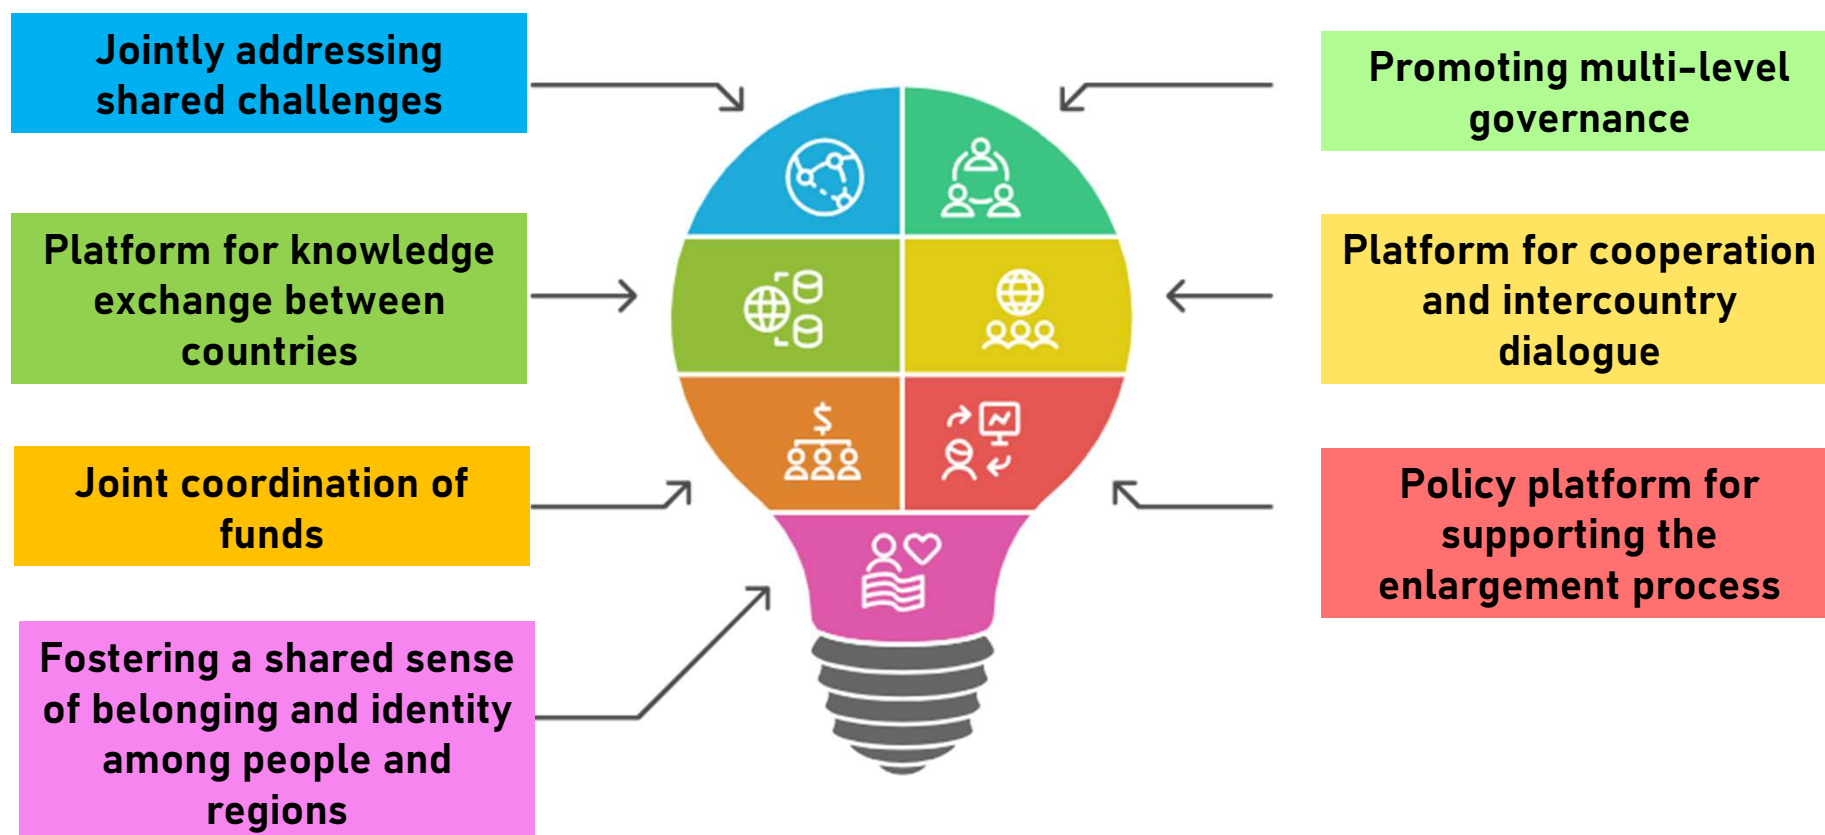 Jointly addressing
shared challenges
Platform for knowledge
exchange between
countries
Joint coordination of
funds
Fostering a shared sense
of belonging and identity
among people and
regions
$
Promoting multi-level
governance
Platform for cooperation
and intercountry
dialogue
Policy platform for
supporting the
enlargement process